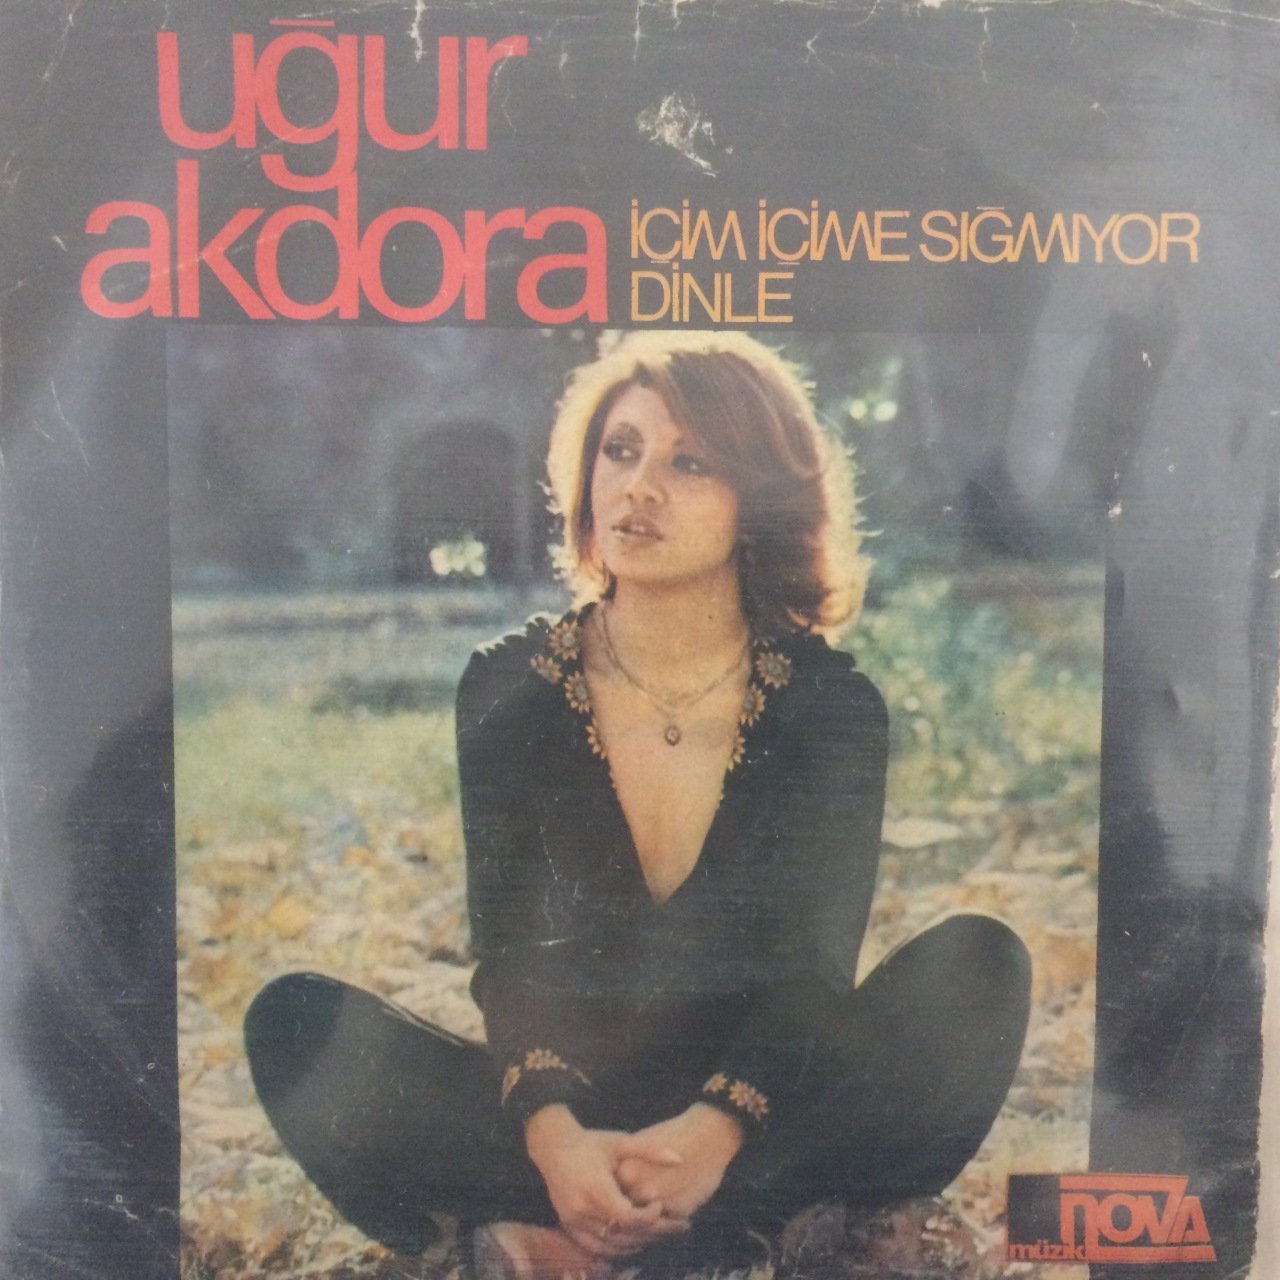 uğur
akdora
İÇİM İÇİME SIĞMIYOR
DİNLE
NOVA
müzik